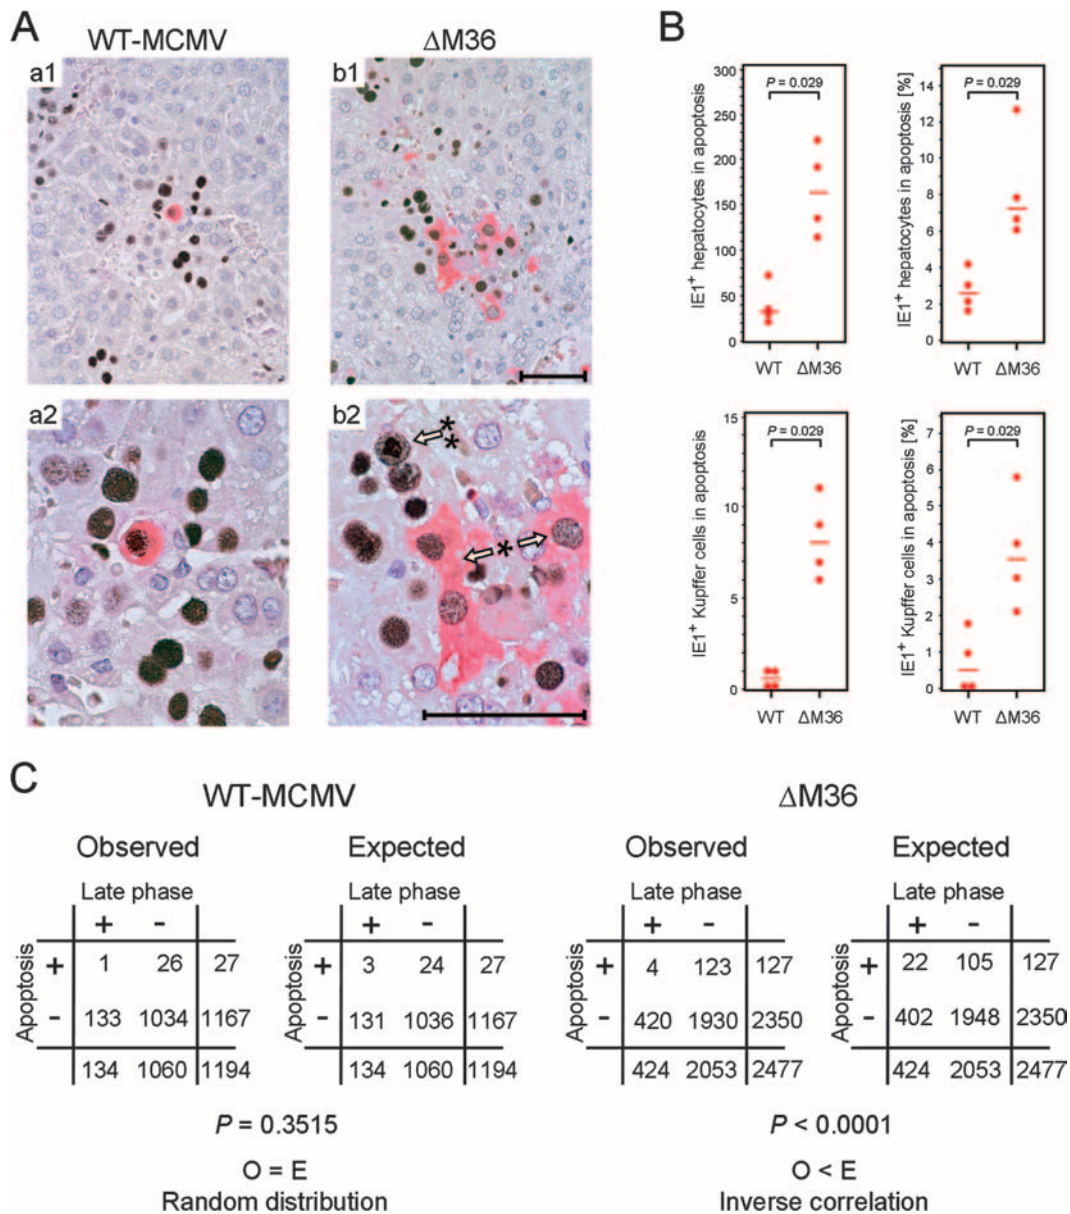 A
WT-MCMV
ΔM36
a1
b1
a2
b2
*
*
*
B
IE1⁺ hepatocytes in apoptosis
300
250
200
150
100
50
0
P = 0.029
WT
ΔM36
IE1⁺ hepatocytes in apoptosis [%]
14
12
10
8
6
4
2
0
P = 0.029
WT
ΔM36
IE1⁺ Kupffer cells in apoptosis
15
10
5
0
P = 0.029
WT
ΔM36
IE1⁺ Kupffer cells in apoptosis [%]
7
6
5
4
3
2
1
0
P = 0.029
WT
ΔM36
C
WT-MCMV
Observed
Late phase
+ -
Apoptosis
+ 1 26 27
- 133 1034 1167
134 1060 1194
Expected
Late phase
+ -
+ 3 24 27
- 131 1036 1167
134 1060 1194
P = 0.3515
O = E
Random distribution
ΔM36
Observed
Late phase
+ -
Apoptosis
+ 4 123 127
- 420 1930 2350
424 2053 2477
Expected
Late phase
+ -
Apoptosis
+ 22 105 127
- 402 1948 2350
424 2053 2477
P < 0.0001
O < E
Inverse correlation